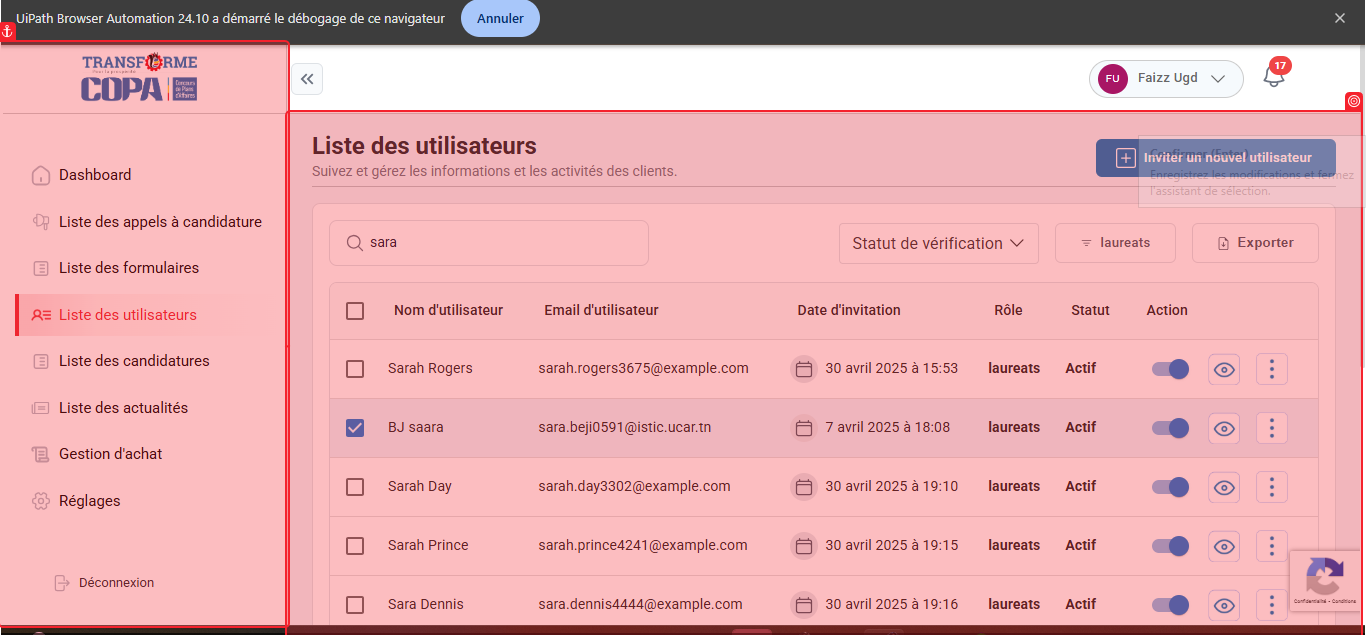 UiPath Browser Automation 24.10 a démarré le débogage de ce navigateur
Annuler
TRANSFORME
Pour la prospérité
COPA
Concours de Plans d'Affaires
FU
Faizz Ugd
17
Dashboard
Liste des appels à candidature
Liste des formulaires
Liste des utilisateurs
Liste des candidatures
Liste des actualités
Gestion d'achat
Réglages
Déconnexion
Liste des utilisateurs
Suivez et gérez les informations et les activités des clients.
Inviter un nouvel utilisateur
Confirmer (Enter)
Enregistrez les modifications et fermez
l'assistant de sélection.
sara
Statut de vérification
laureats
Exporter
Nom d'utilisateur Email d'utilisateur Date d'invitation Rôle Statut Action
Sarah Rogers sarah.rogers3675@example.com 30 avril 2025 à 15:53 laureats Actif
BJ saara sara.beji0591@istic.ucar.tn 7 avril 2025 à 18:08 laureats Actif
Sarah Day sarah.day3302@example.com 30 avril 2025 à 19:10 laureats Actif
Sarah Prince sarah.prince4241@example.com 30 avril 2025 à 19:15 laureats Actif
Sara Dennis sara.dennis4444@example.com 30 avril 2025 à 19:16 laureats Actif
Confidentialité - Conditions